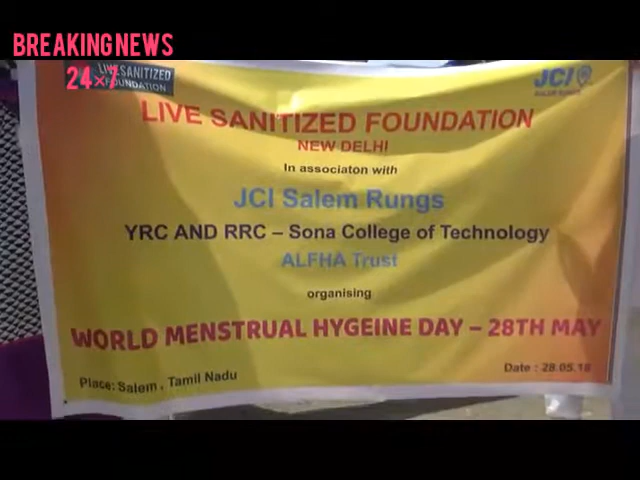 BREAKING NEWS
24×7
LIVE SANITIZED
FOUNDATION
JCI
LIVE SANITIZED FOUNDATION
NEW DELHI
In associaton with
JCI Salem Rungs
YRC AND RRC – Sona College of Technology
ALFHA Trust
organising
WORLD MENSTRUAL HYGEINE DAY – 28TH MAY
Place: Salem , Tamil Nadu
Date : 28.05.18